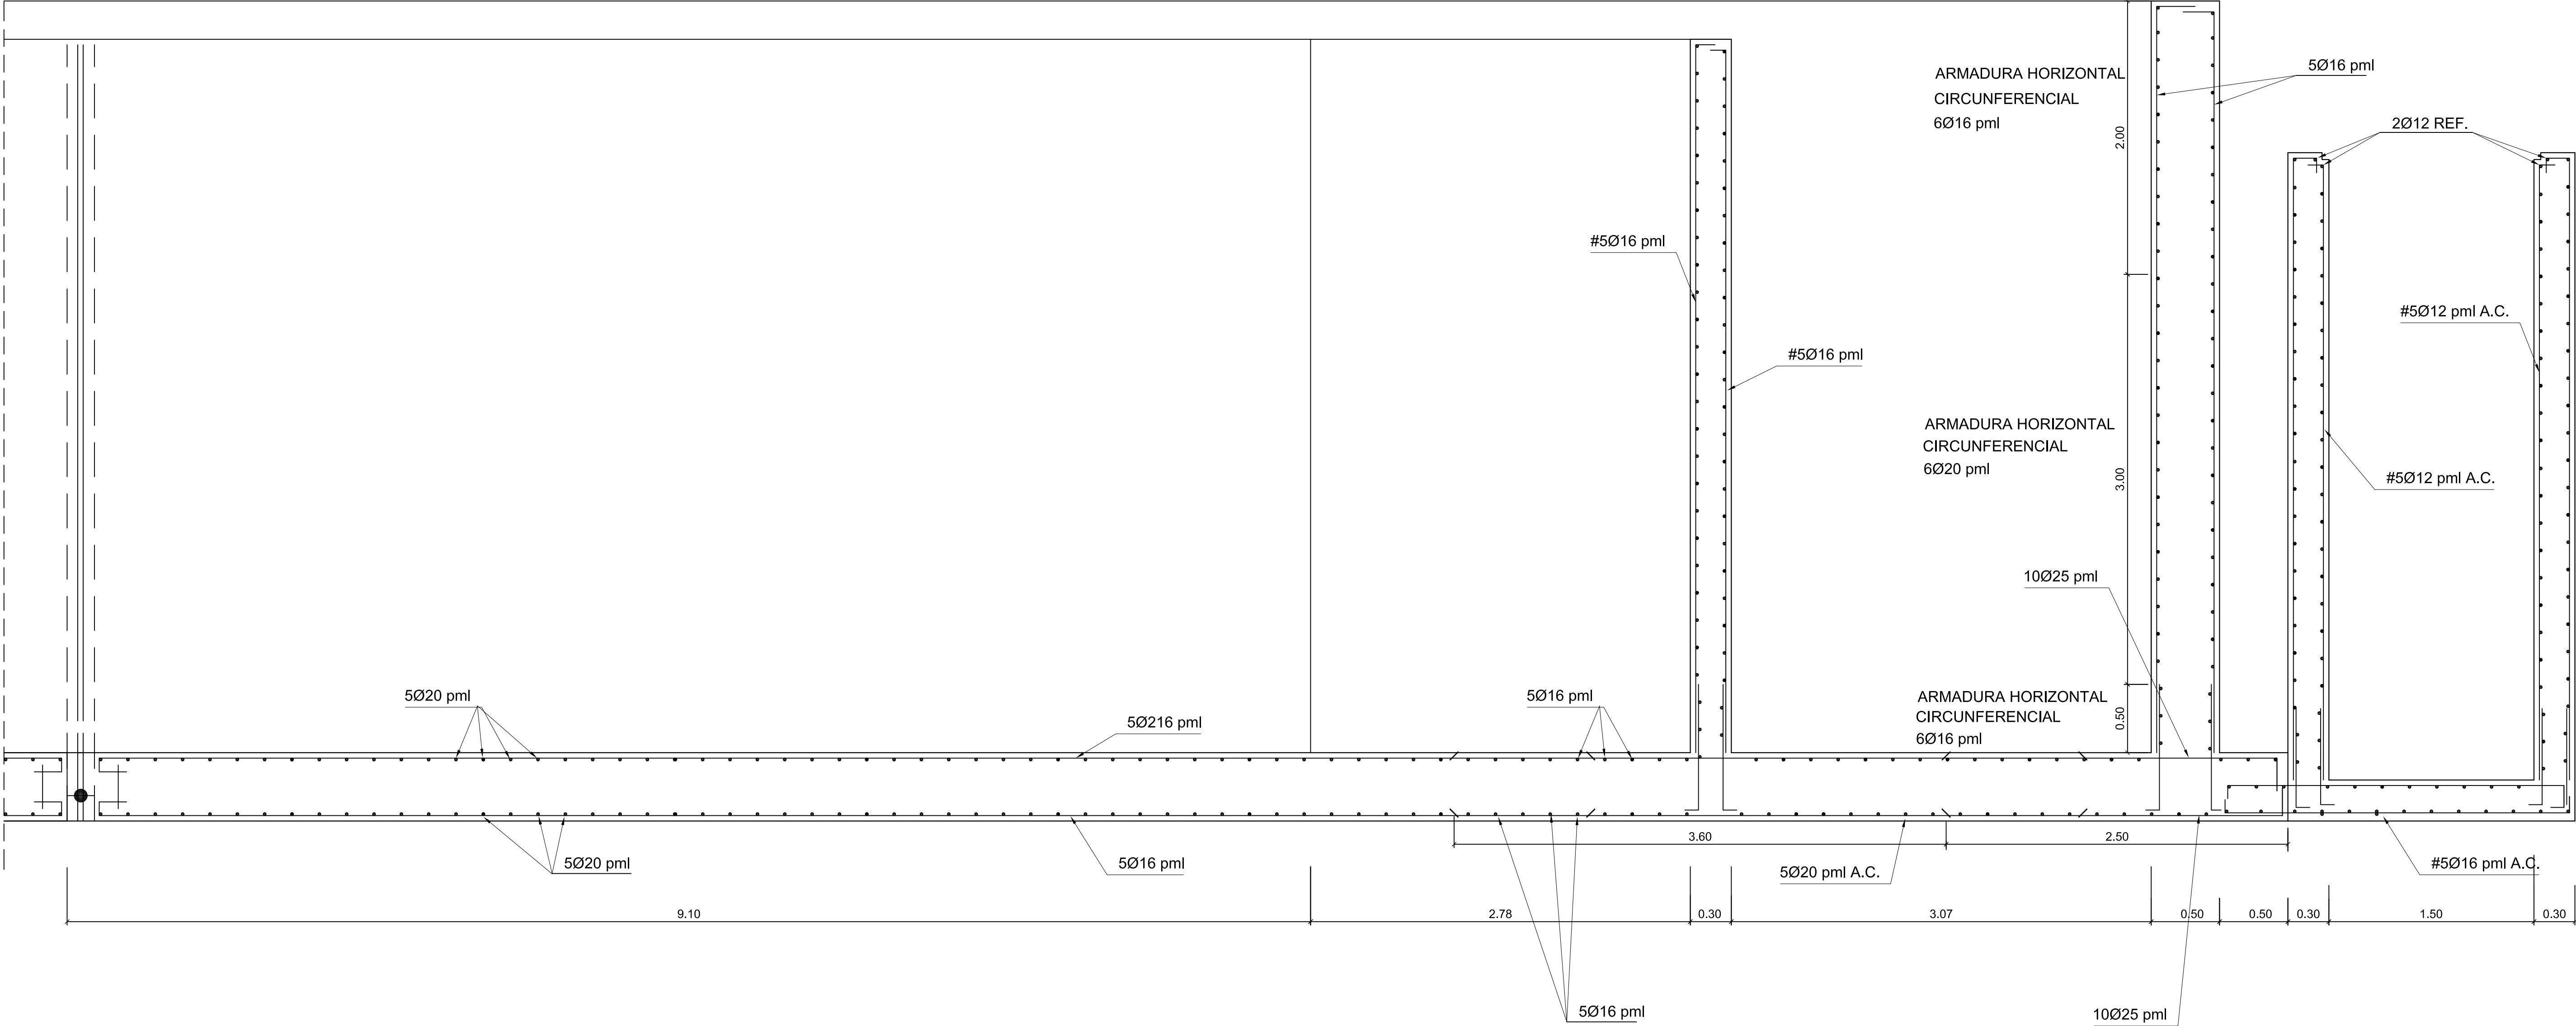 5Ø16 pml
ARMADURA HORIZONTAL
CIRCUNFERENCIAL
6Ø16 pml
2Ø12 REF.
2.00
#5Ø16 pml
#5Ø12 pml A.C.
#5Ø16 pml
ARMADURA HORIZONTAL
CIRCUNFERENCIAL
6Ø20 pml
3.00
#5Ø12 pml A.C.
10Ø25 pml
5Ø20 pml
5Ø216 pml
5Ø16 pml
ARMADURA HORIZONTAL
CIRCUNFERENCIAL
6Ø16 pml
0.50
3.60
2.50
5Ø20 pml
5Ø16 pml
5Ø20 pml A.C.
#5Ø16 pml A.C.
9.10
2.78
0.30
3.07
0.50
0.50
0.30
1.50
0.30
5Ø16 pml
10Ø25 pml